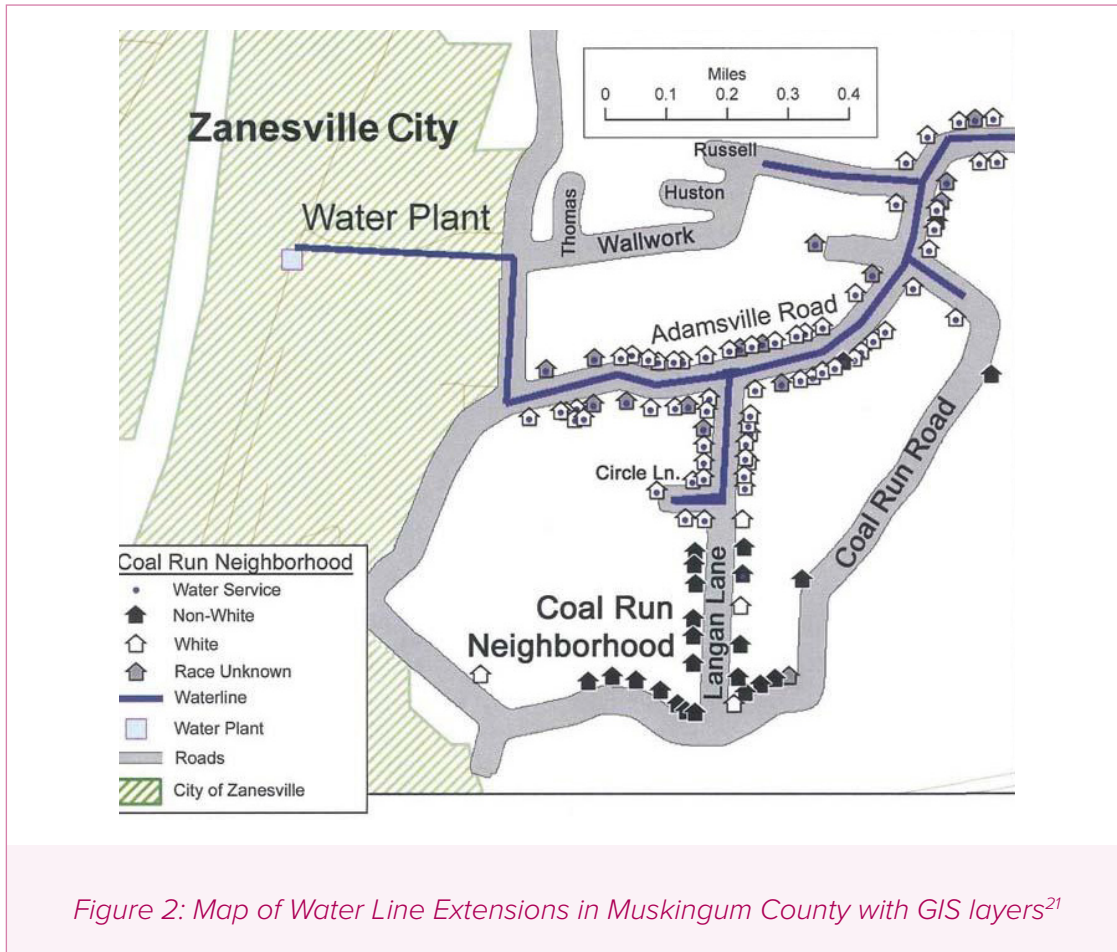 Miles
0 0.1 0.2 0.3 0.4
Zanesville City
Russell
Huston
Thomas
Water Plant
Wallwork
Adamsville Road
Circle Ln.
Coal Run Road
Langan Lane
Coal Run
Neighborhood
Coal Run Neighborhood
Water Service
Non-White
White
Race Unknown
Waterline
Water Plant
Roads
City of Zanesville
Figure 2: Map of Water Line Extensions in Muskingum County with GIS layers21